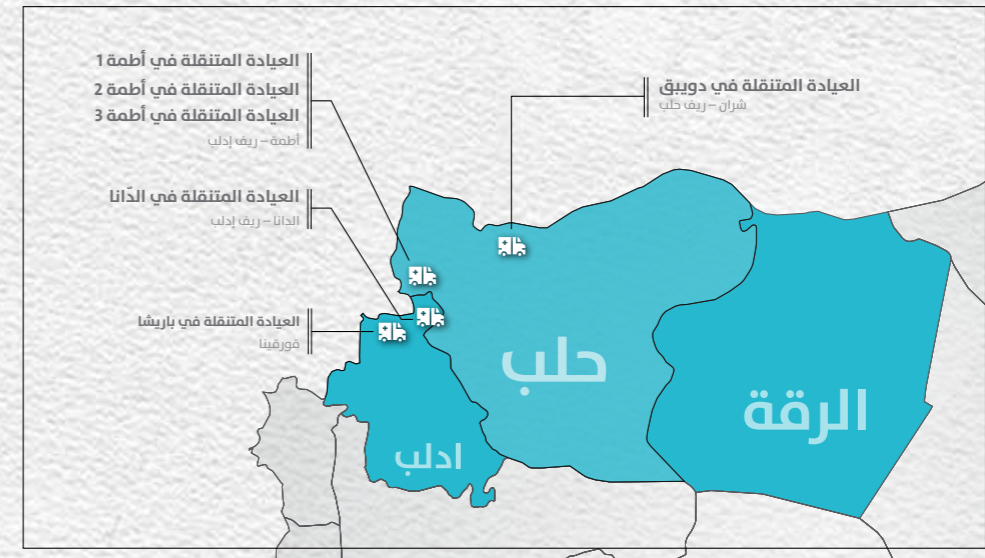 العيادة المتنقلة في دوييق
شران – ريف حلب
العيادة المتنقلة في أطمة 1
العيادة المتنقلة في أطمة 2
العيادة المتنقلة في أطمة 3
أطمة – ريف إدلب
العيادة المتنقلة في الدّانا
الدانا – ريف إدلب
العيادة المتنقلة في باريشا
قورقينا
حلب
الرقة
ادلب